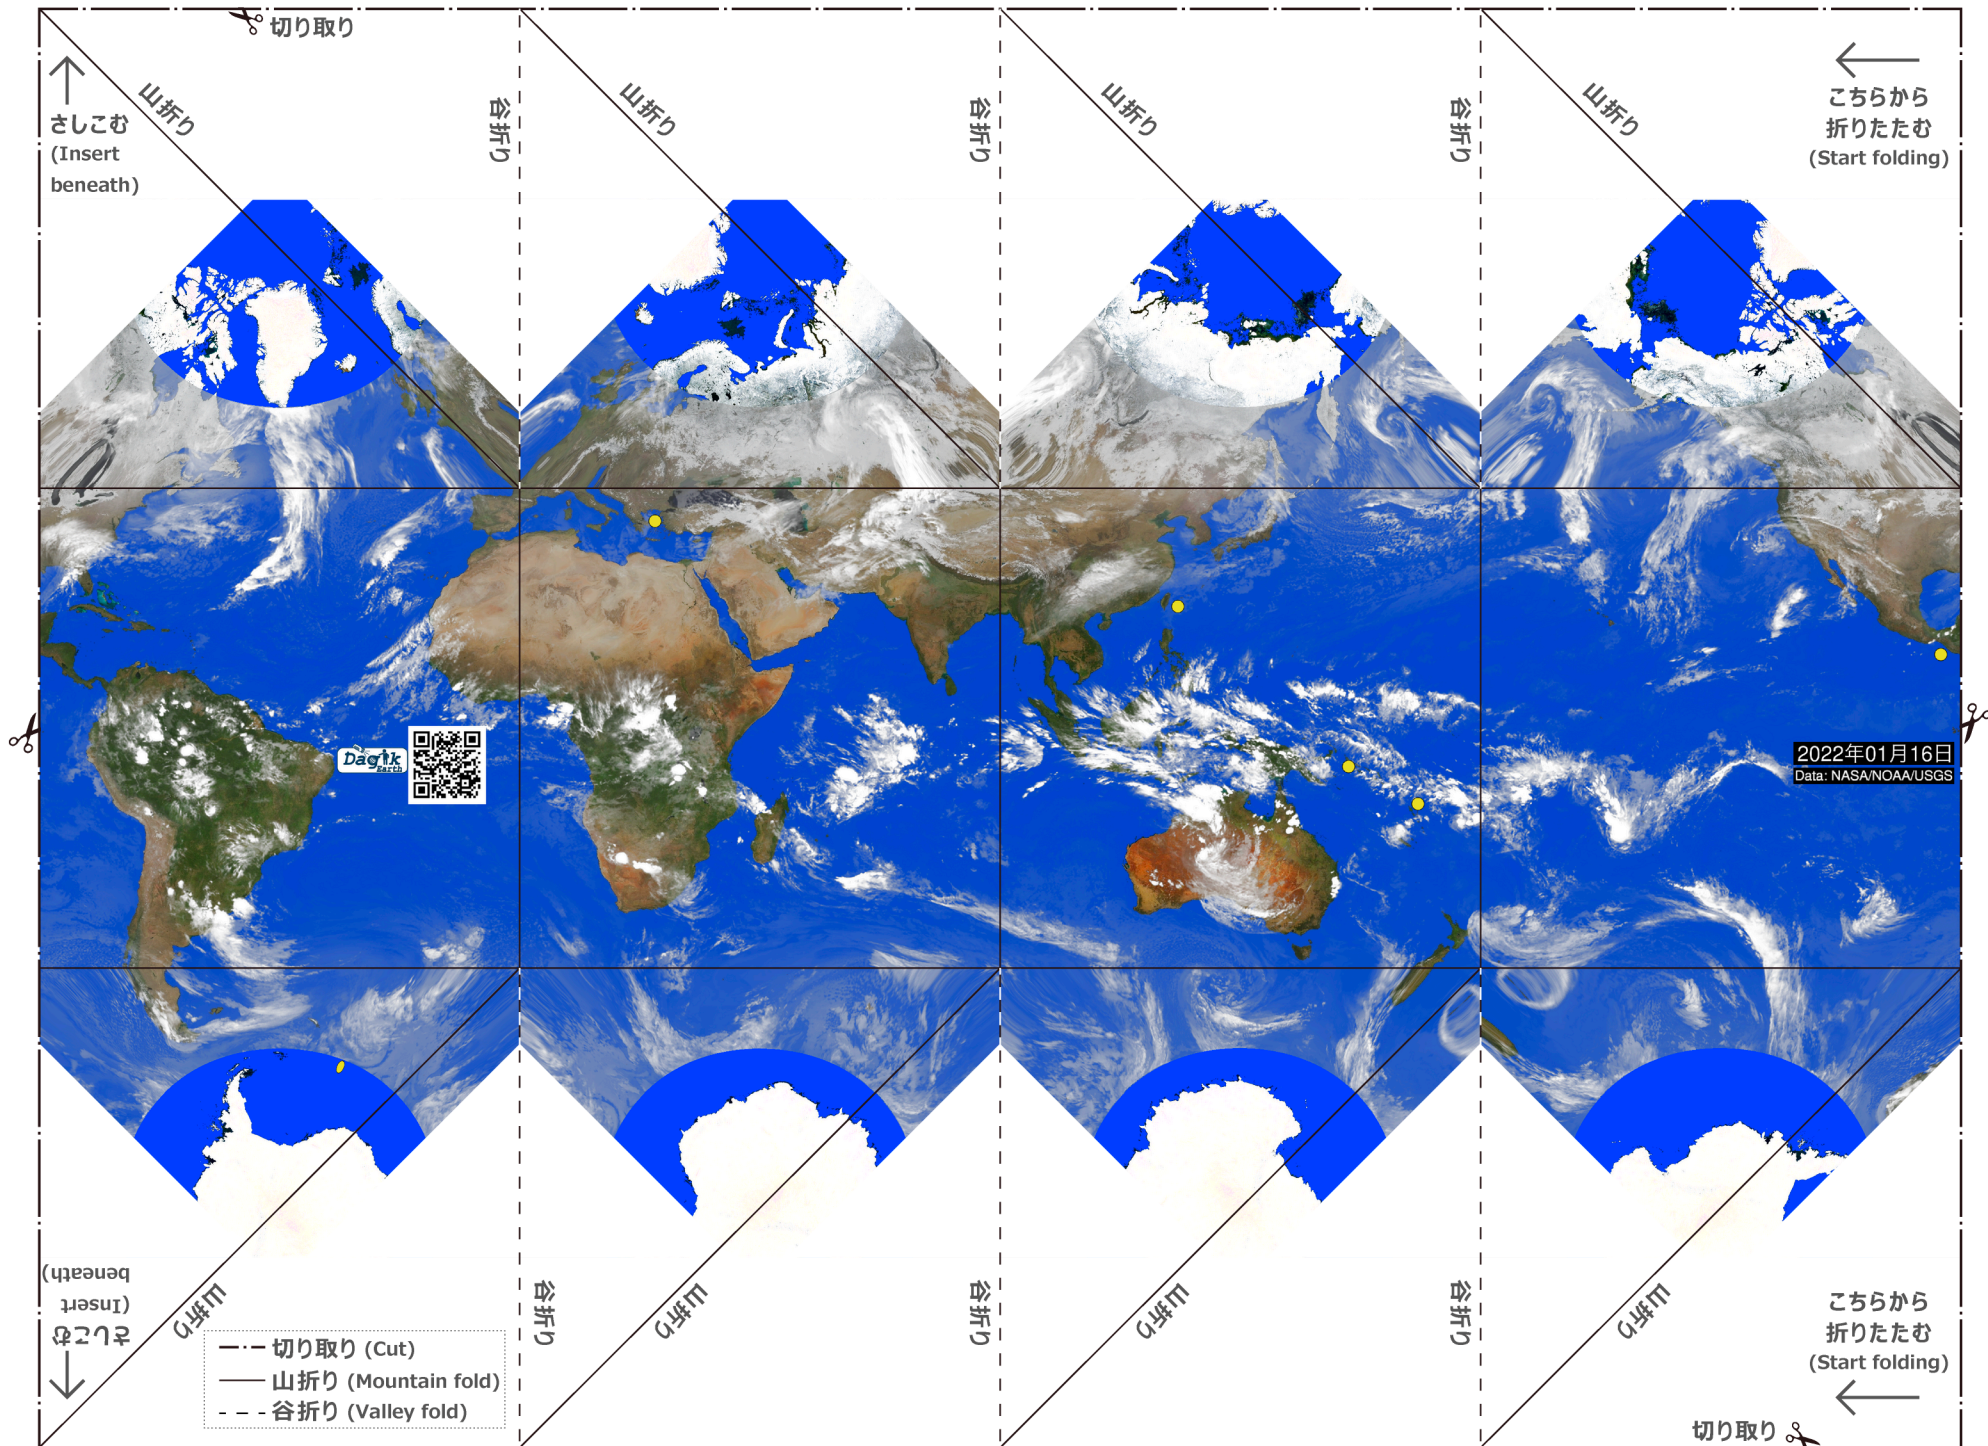 切り取り
さしこむ
(Insert
beneath)
山折り
谷折り
山折り
谷折り
山折り
谷折り
山折り
こちらから
折りたたむ
(Start folding)
Dagik
Earth
2022年01月16日
Data: NASA/NOAA/USGS
さしこむ
(Insert
beneath)
山折り
谷折り
山折り
谷折り
山折り
谷折り
山折り
こちらから
折りたたむ
(Start folding)
切り取り (Cut)
山折り (Mountain fold)
谷折り (Valley fold)
切り取り